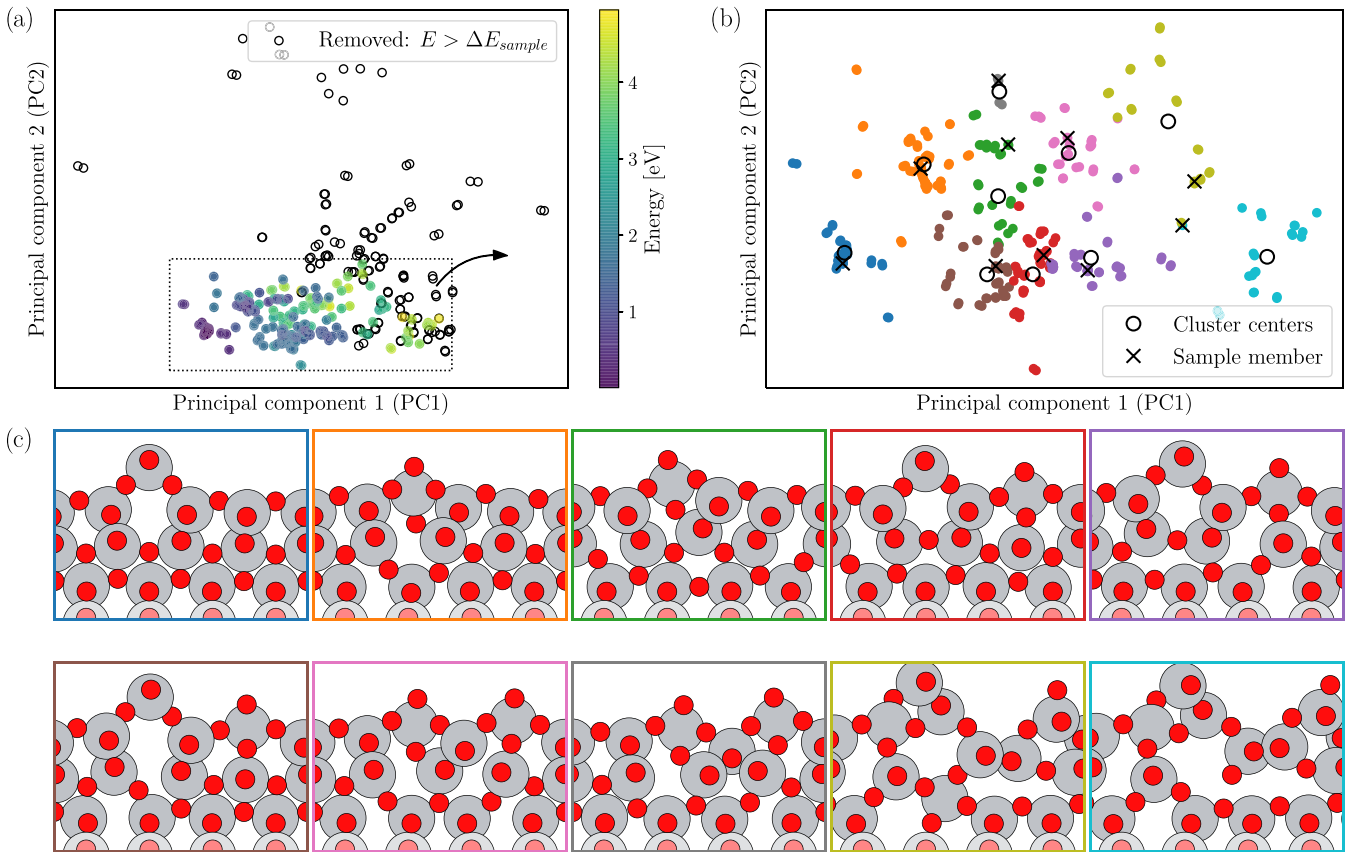 (a)
Removed: E > ΔE_sample
Principal component 2 (PC2)
Principal component 1 (PC1)
4
3
2
1
Energy [eV]
(b)
Principal component 2 (PC2)
Cluster centers
Sample member
Principal component 1 (PC1)
(c)